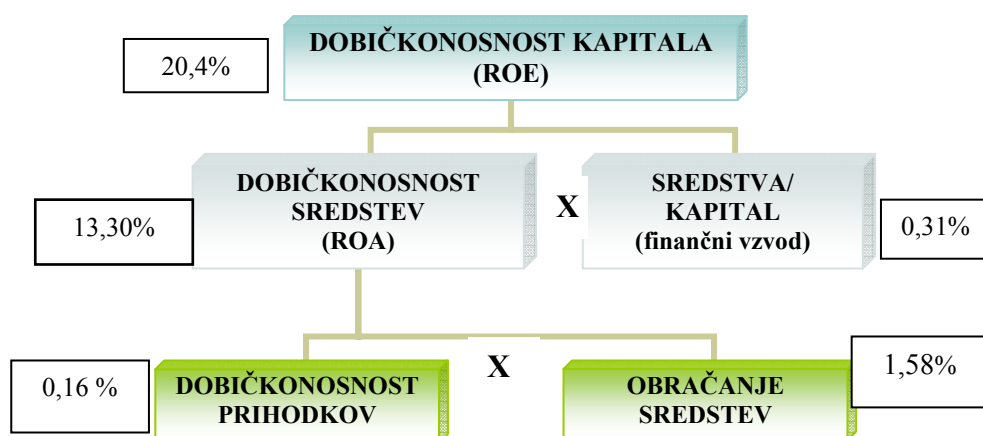 DOBIČKONOSNOST KAPITALA
(ROE)
20,4%
DOBIČKONOSNOST
SREDSTEV
(ROA)
13,30%
X
SREDSTVA/
KAPITAL
(finančni vzvod)
0,31%
0,16 %
DOBIČKONOSNOST
PRIHODKOV
X
OBRAČANJE
SREDSTEV
1,58%